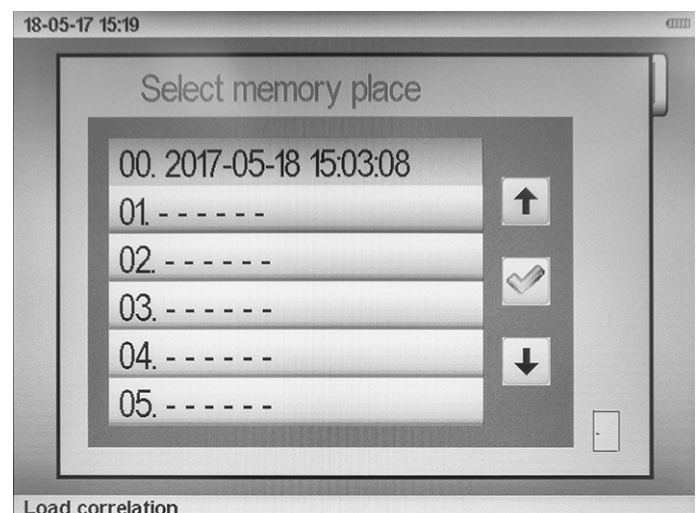 18-05-17 15:19
Select memory place
00. 2017-05-18 15:03:08
01. - - - - - -
02. - - - - - -
03. - - - - - -
04. - - - - - -
05. - - - - - -
Load correlation